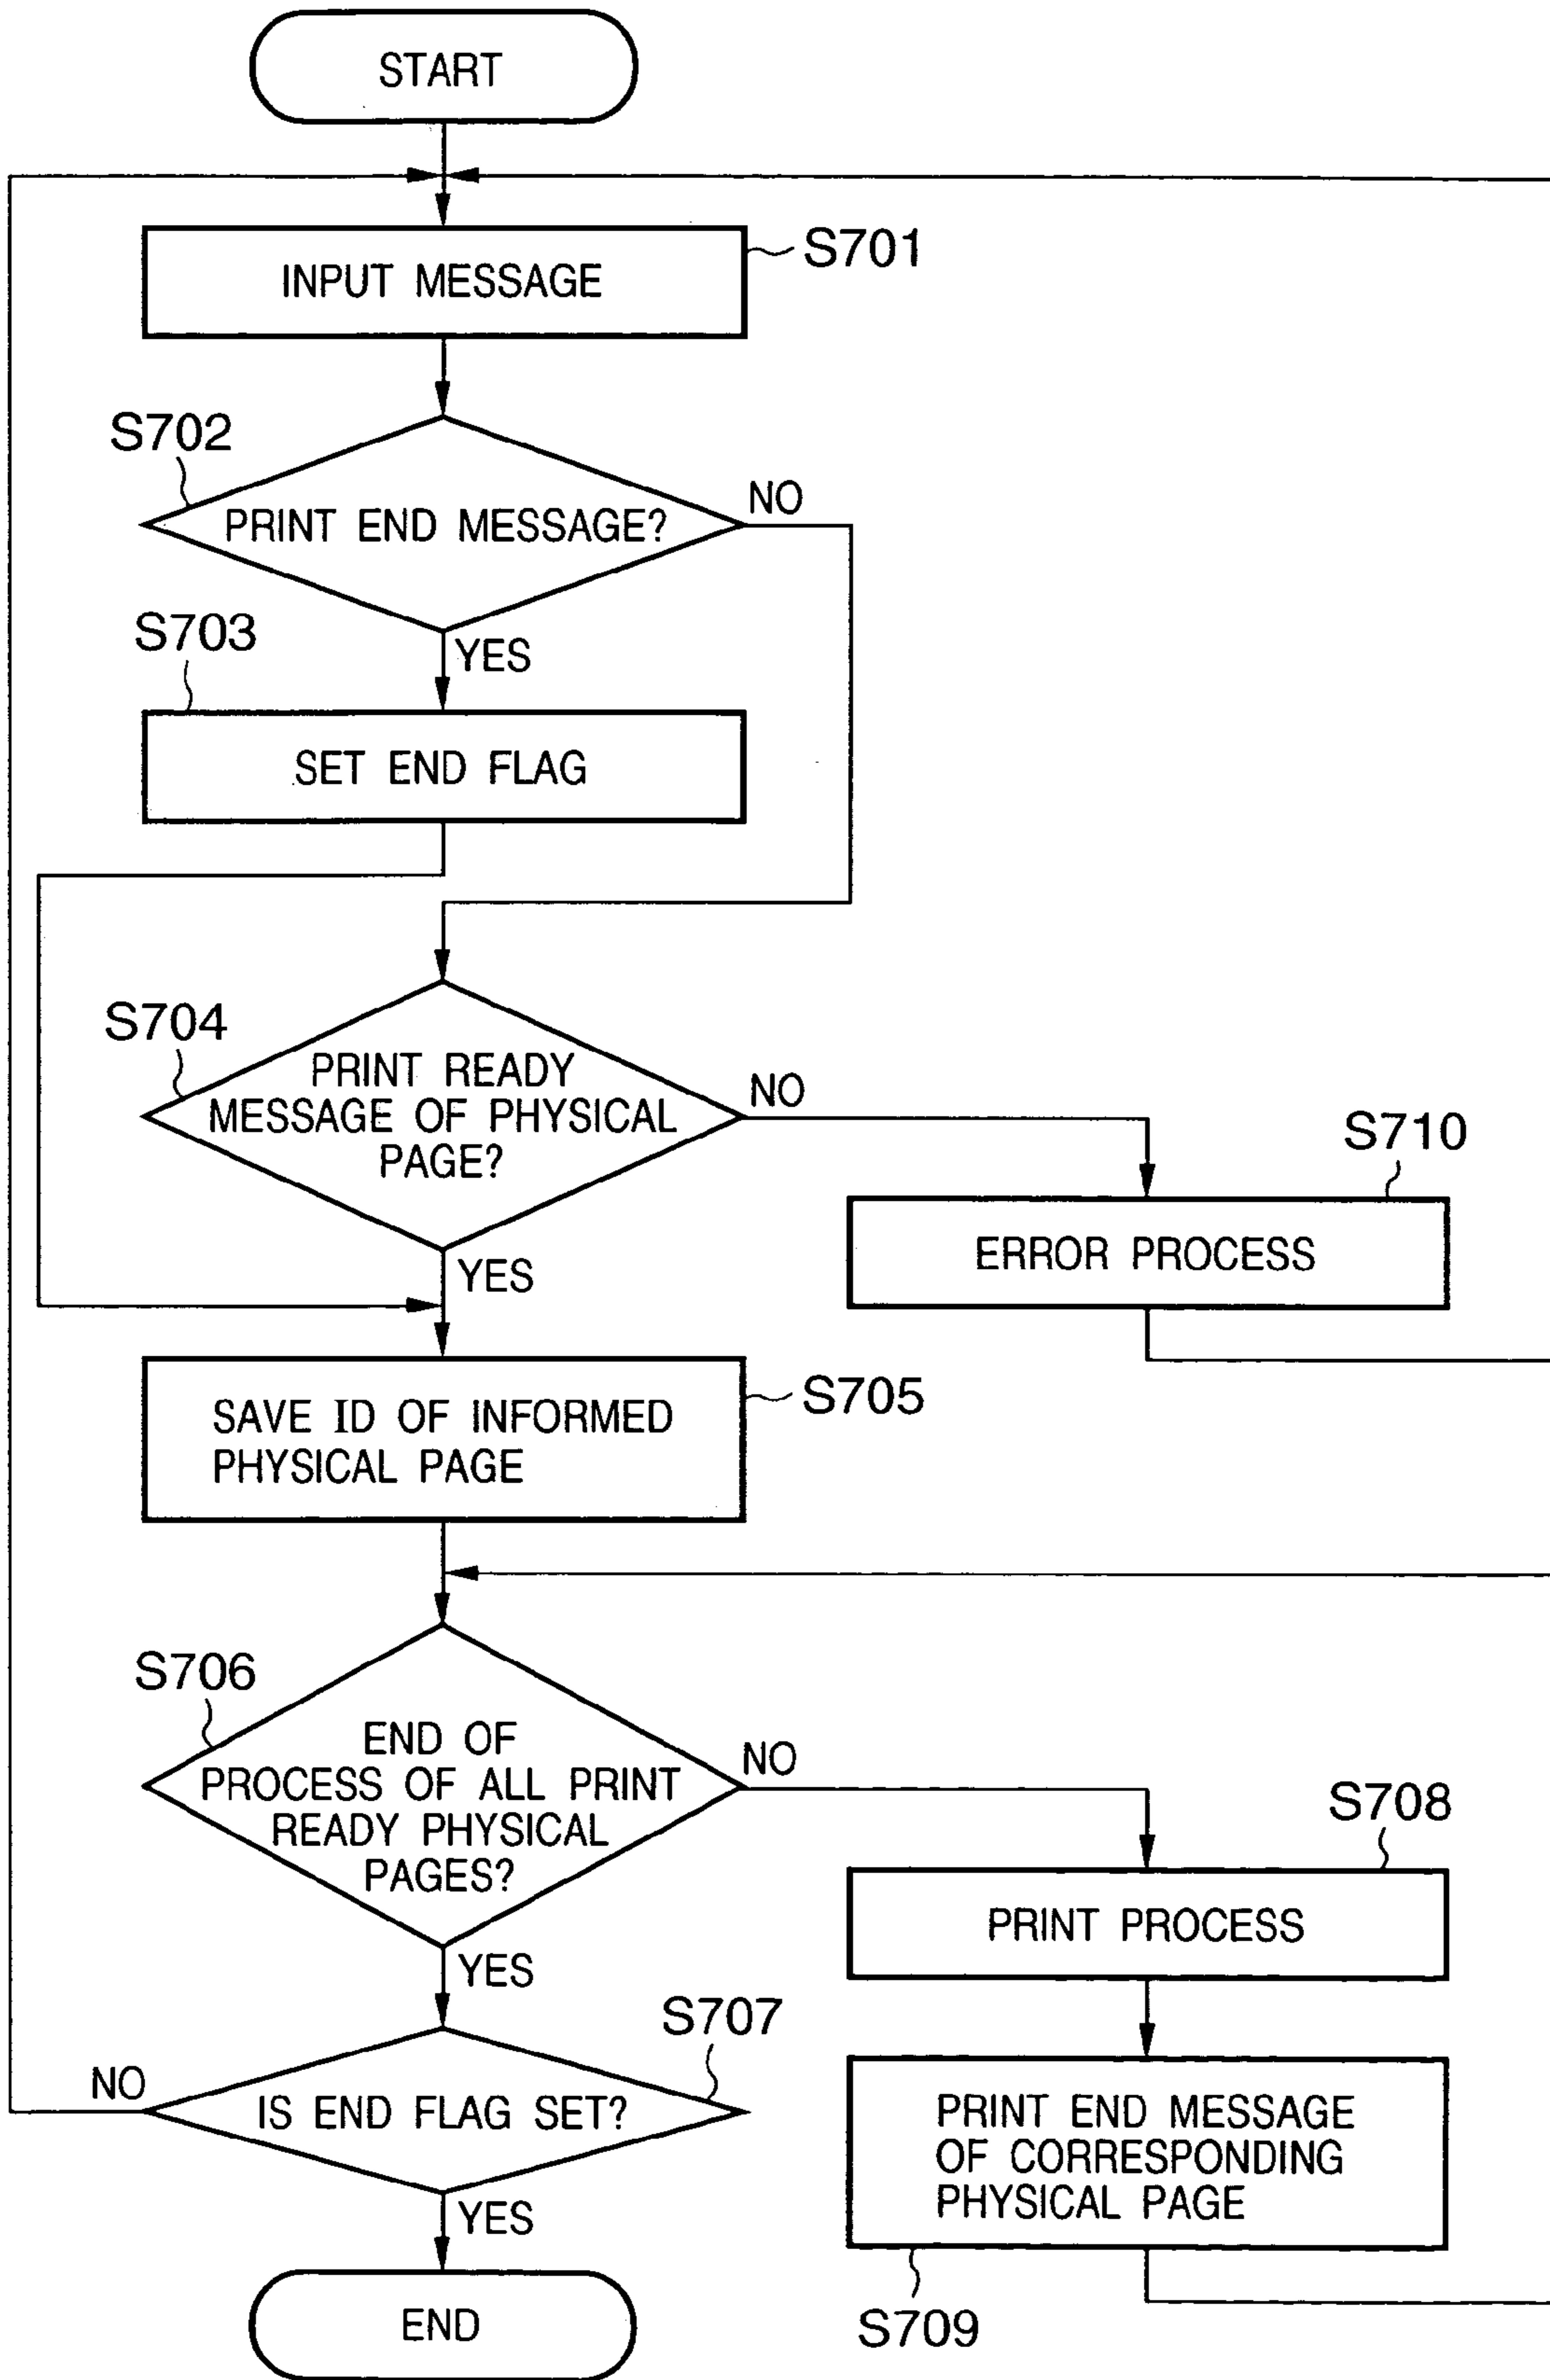 START
INPUT MESSAGE
S701
S702
PRINT END MESSAGE?
NO
YES
S703
SET END FLAG
S704
PRINT READY
MESSAGE OF PHYSICAL
PAGE?
NO
YES
S710
ERROR PROCESS
SAVE ID OF INFORMED
PHYSICAL PAGE
S705
S706
END OF
PROCESS OF ALL PRINT
READY PHYSICAL
PAGES?
NO
YES
S708
PRINT PROCESS
S707
IS END FLAG SET?
NO
YES
PRINT END MESSAGE
OF CORRESPONDING
PHYSICAL PAGE
S709
END